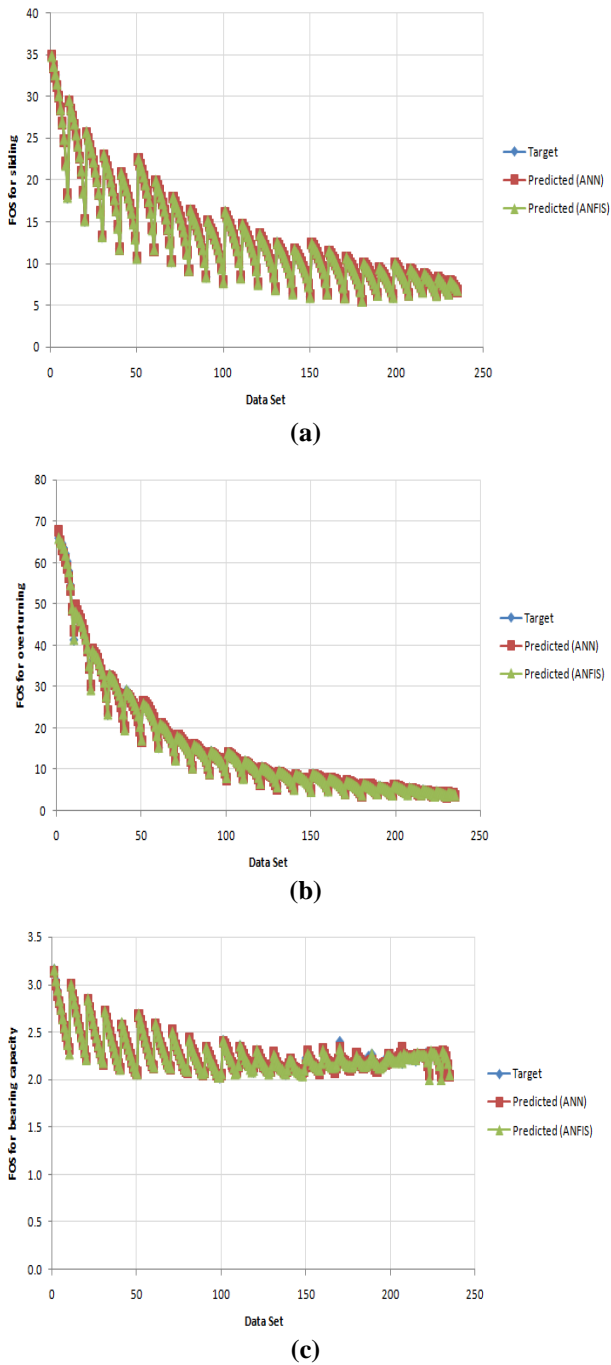 40
35
30
25
20
15
10
5
0
FOS for sliding
0 50 100 150 200 250
Data Set
Target
Predicted (ANN)
Predicted (ANFIS)
(a)
80
70
60
50
40
30
20
10
0
FOS for overturning
0 50 100 150 200 250
Data Set
Target
Predicted (ANN)
Predicted (ANFIS)
(b)
3.5
3.0
2.5
2.0
1.5
1.0
0.5
0.0
FOS for bearing capacity
0 50 100 150 200 250
Data Set
Target
Predicted (ANN)
Predicted (ANFIS)
(c)